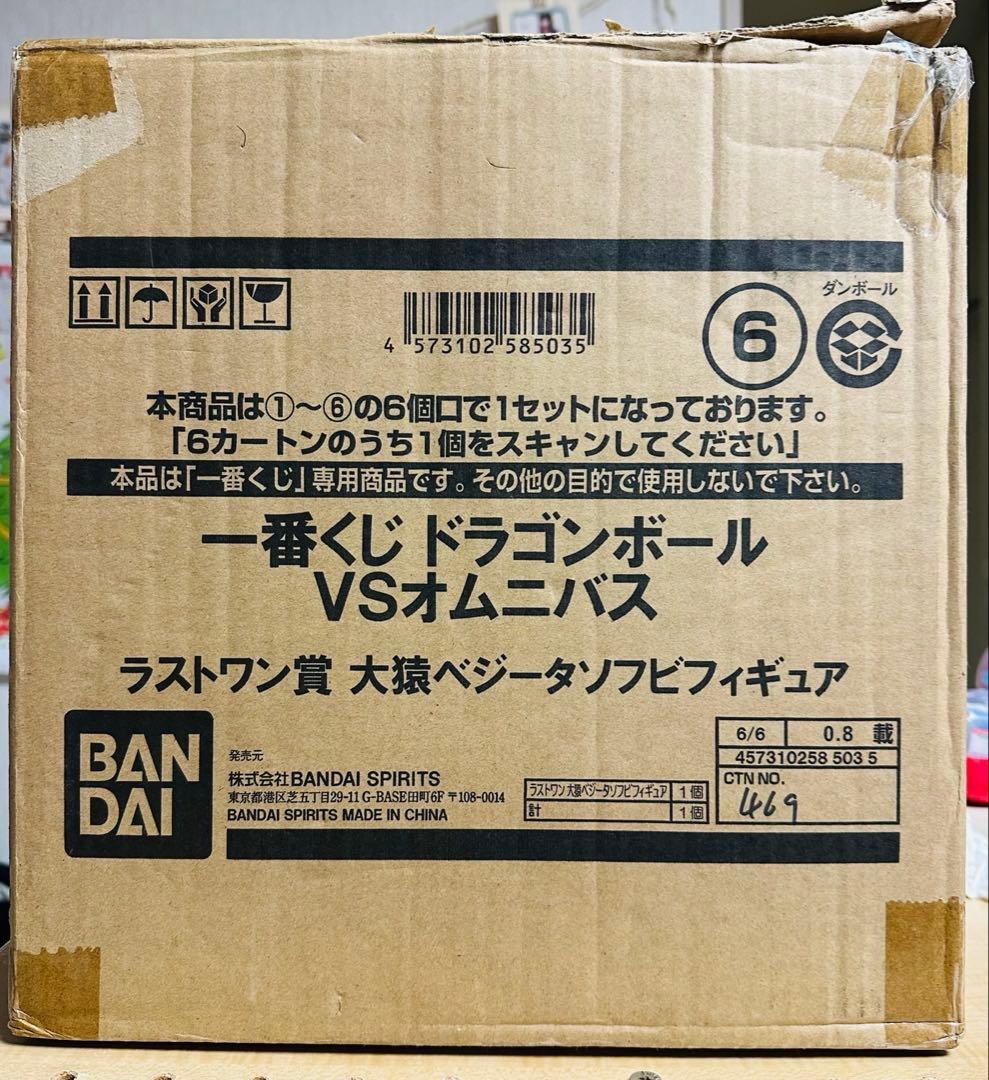 ダンボール
6
4 573102 585035
本商品は①～⑥の6個口で1セットになっております。
「6カートンのうち1個をスキャンしてください」
本品は「一番くじ」専用商品です。その他の目的で使用しないで下さい。
一番くじ ドラゴンボール
VSオムニバス
ラストワン賞 大猿ベジータソフビフィギュア
BAN
DAI
発売元
株式会社BANDAI SPIRITS
東京都港区芝五丁目29-11 G-BASE田町6F 〒108-0014
BANDAI SPIRITS MADE IN CHINA
ラストワン 大猿ベジータソフビフィギュア 1個
計 1個
6/6 0.8 載
457310258 503 5
CTN NO.
469